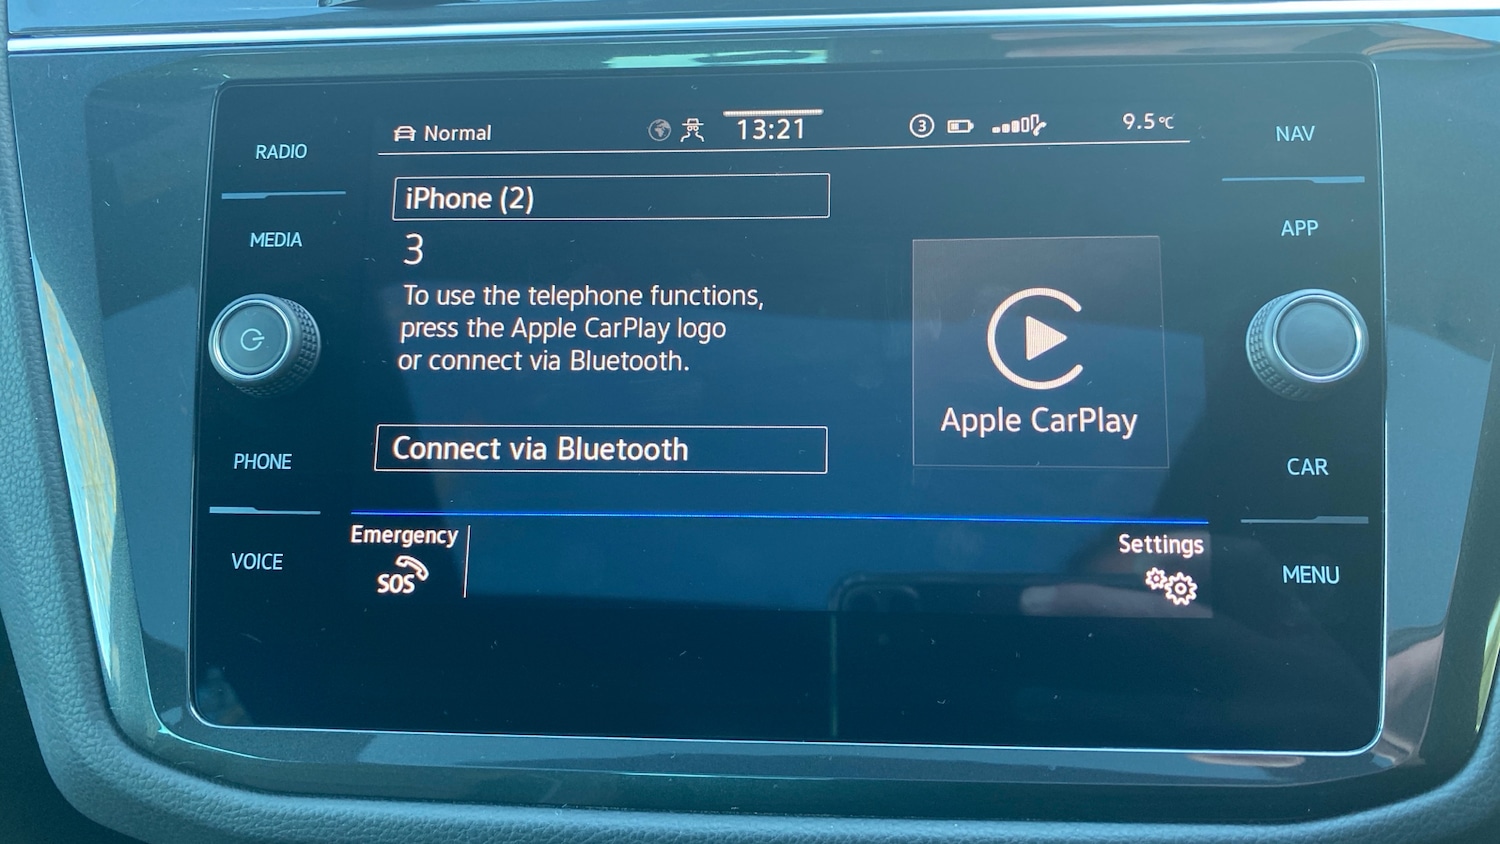 Normal
13:21
3
9.5°C
RADIO
MEDIA
PHONE
VOICE
iPhone (2)
3
To use the telephone functions,
press the Apple CarPlay logo
or connect via Bluetooth.
Connect via Bluetooth
Apple CarPlay
Emergency
SOS
Settings
NAV
APP
CAR
MENU